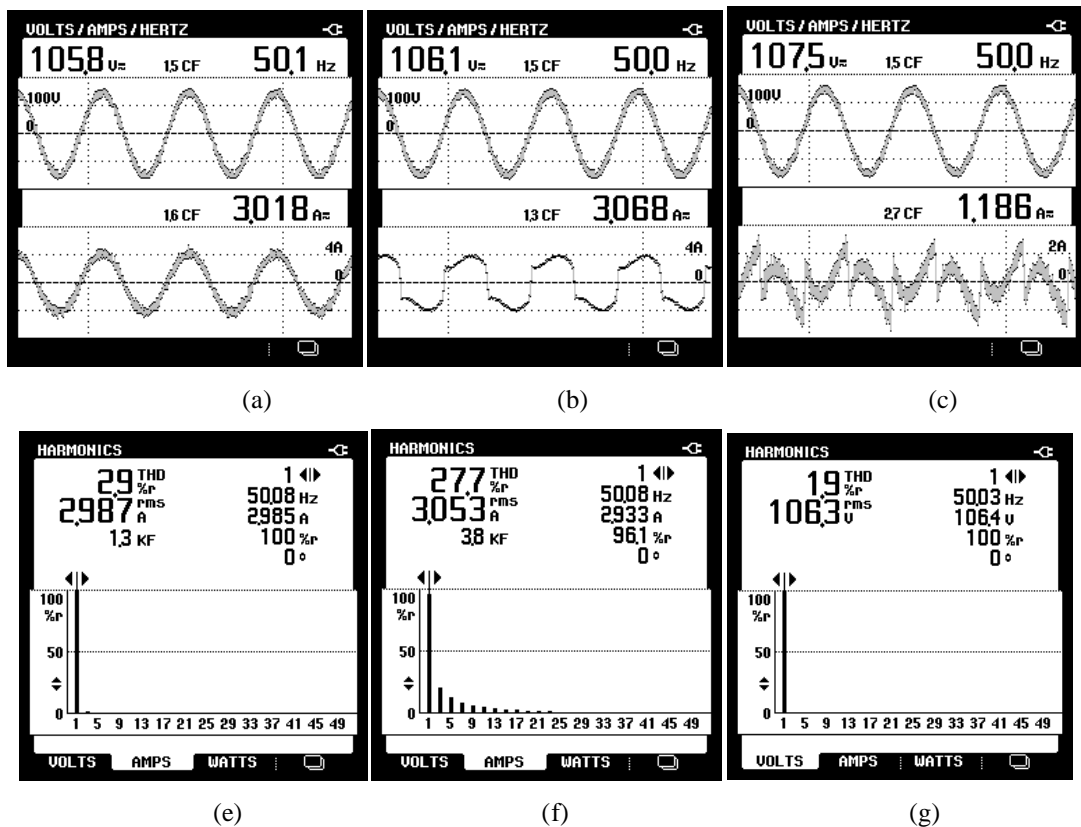 VOLTS/AMPS/HERTZ
105.8 V≂ 1.5 CF 50.1 Hz
100V
0
1.6 CF 3.018 A≂
4A
0
(a)
VOLTS/AMPS/HERTZ
106.1 V≂ 1.5 CF 50.0 Hz
100V
0
1.3 CF 3.068 A≂
4A
0
(b)
VOLTS/AMPS/HERTZ
107.5 V≂ 1.5 CF 50.0 Hz
100V
0
2.7 CF 1.186 A≂
2A
0
(c)
HARMONICS
2.9 THD %r 1
2.987 rms A 50.08 Hz
2.985 A
1.3 KF 100 %r
0 °
100
%r
50
0
1 5 9 13 17 21 25 29 33 37 41 45 49
VOLTS AMPS WATTS
(e)
HARMONICS
27.7 THD %r 1
3.053 rms A 50.08 Hz
2.933 A
3.8 KF 96.1 %r
0 °
100
%r
50
0
1 5 9 13 17 21 25 29 33 37 41 45 49
VOLTS AMPS WATTS
(f)
HARMONICS
1.9 THD %r 1
106.3 rms V 50.03 Hz
106.4 V
100 %r
0 °
100
%r
50
0
1 5 9 13 17 21 25 29 33 37 41 45 49
VOLTS AMPS WATTS
(g)